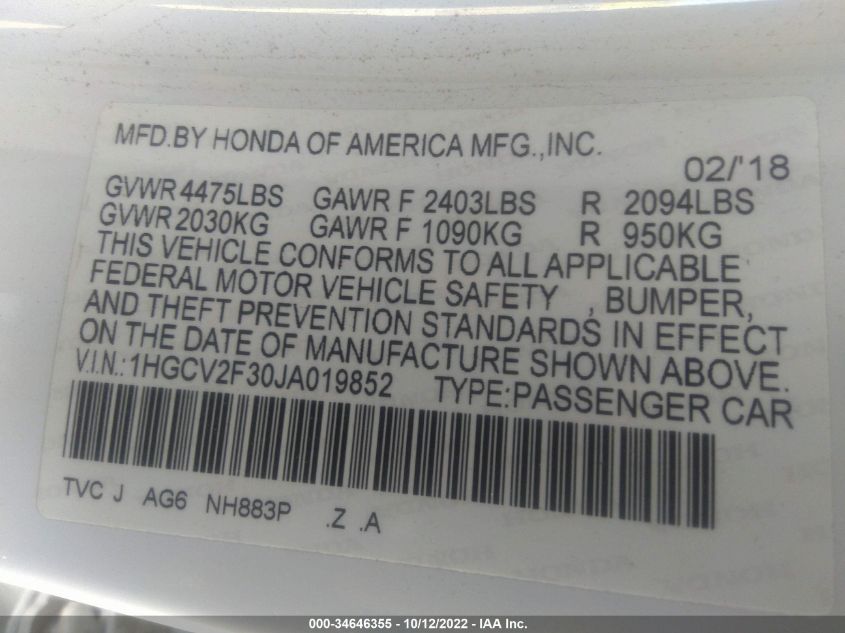 MFD.BY HONDA OF AMERICA MFG.,INC.
02/'18
GVWR 4475LBS GAWR F 2403LBS R 2094LBS
GVWR 2030KG GAWR F 1090KG R 950KG
THIS VEHICLE CONFORMS TO ALL APPLICABLE
FEDERAL MOTOR VEHICLE SAFETY , BUMPER,
AND THEFT PREVENTION STANDARDS IN EFFECT
ON THE DATE OF MANUFACTURE SHOWN ABOVE.
V.I.N.:1HGCV2F30JA019852 TYPE:PASSENGER CAR
TVC J AG6 NH883P .Z .A
000-34646355 - 10/12/2022 - IAA Inc.